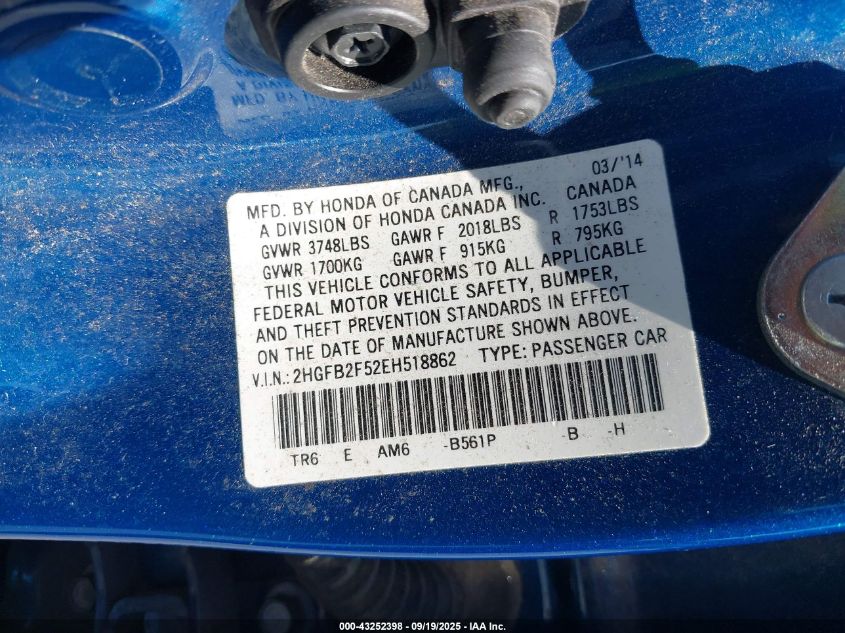 03/'14
MFD. BY HONDA OF CANADA MFG.,
A DIVISION OF HONDA CANADA INC. CANADA
GVWR 3748LBS GAWR F 2018LBS R 1753LBS
GVWR 1700KG GAWR F 915KG R 795KG
THIS VEHICLE CONFORMS TO ALL APPLICABLE
FEDERAL MOTOR VEHICLE SAFETY, BUMPER,
AND THEFT PREVENTION STANDARDS IN EFFECT
ON THE DATE OF MANUFACTURE SHOWN ABOVE.
V.I.N.: 2HGFB2F52EH518862 TYPE: PASSENGER CAR
TR6 E AM6 -B561P -B -H
000-43252398 - 09/19/2025 - IAA Inc.